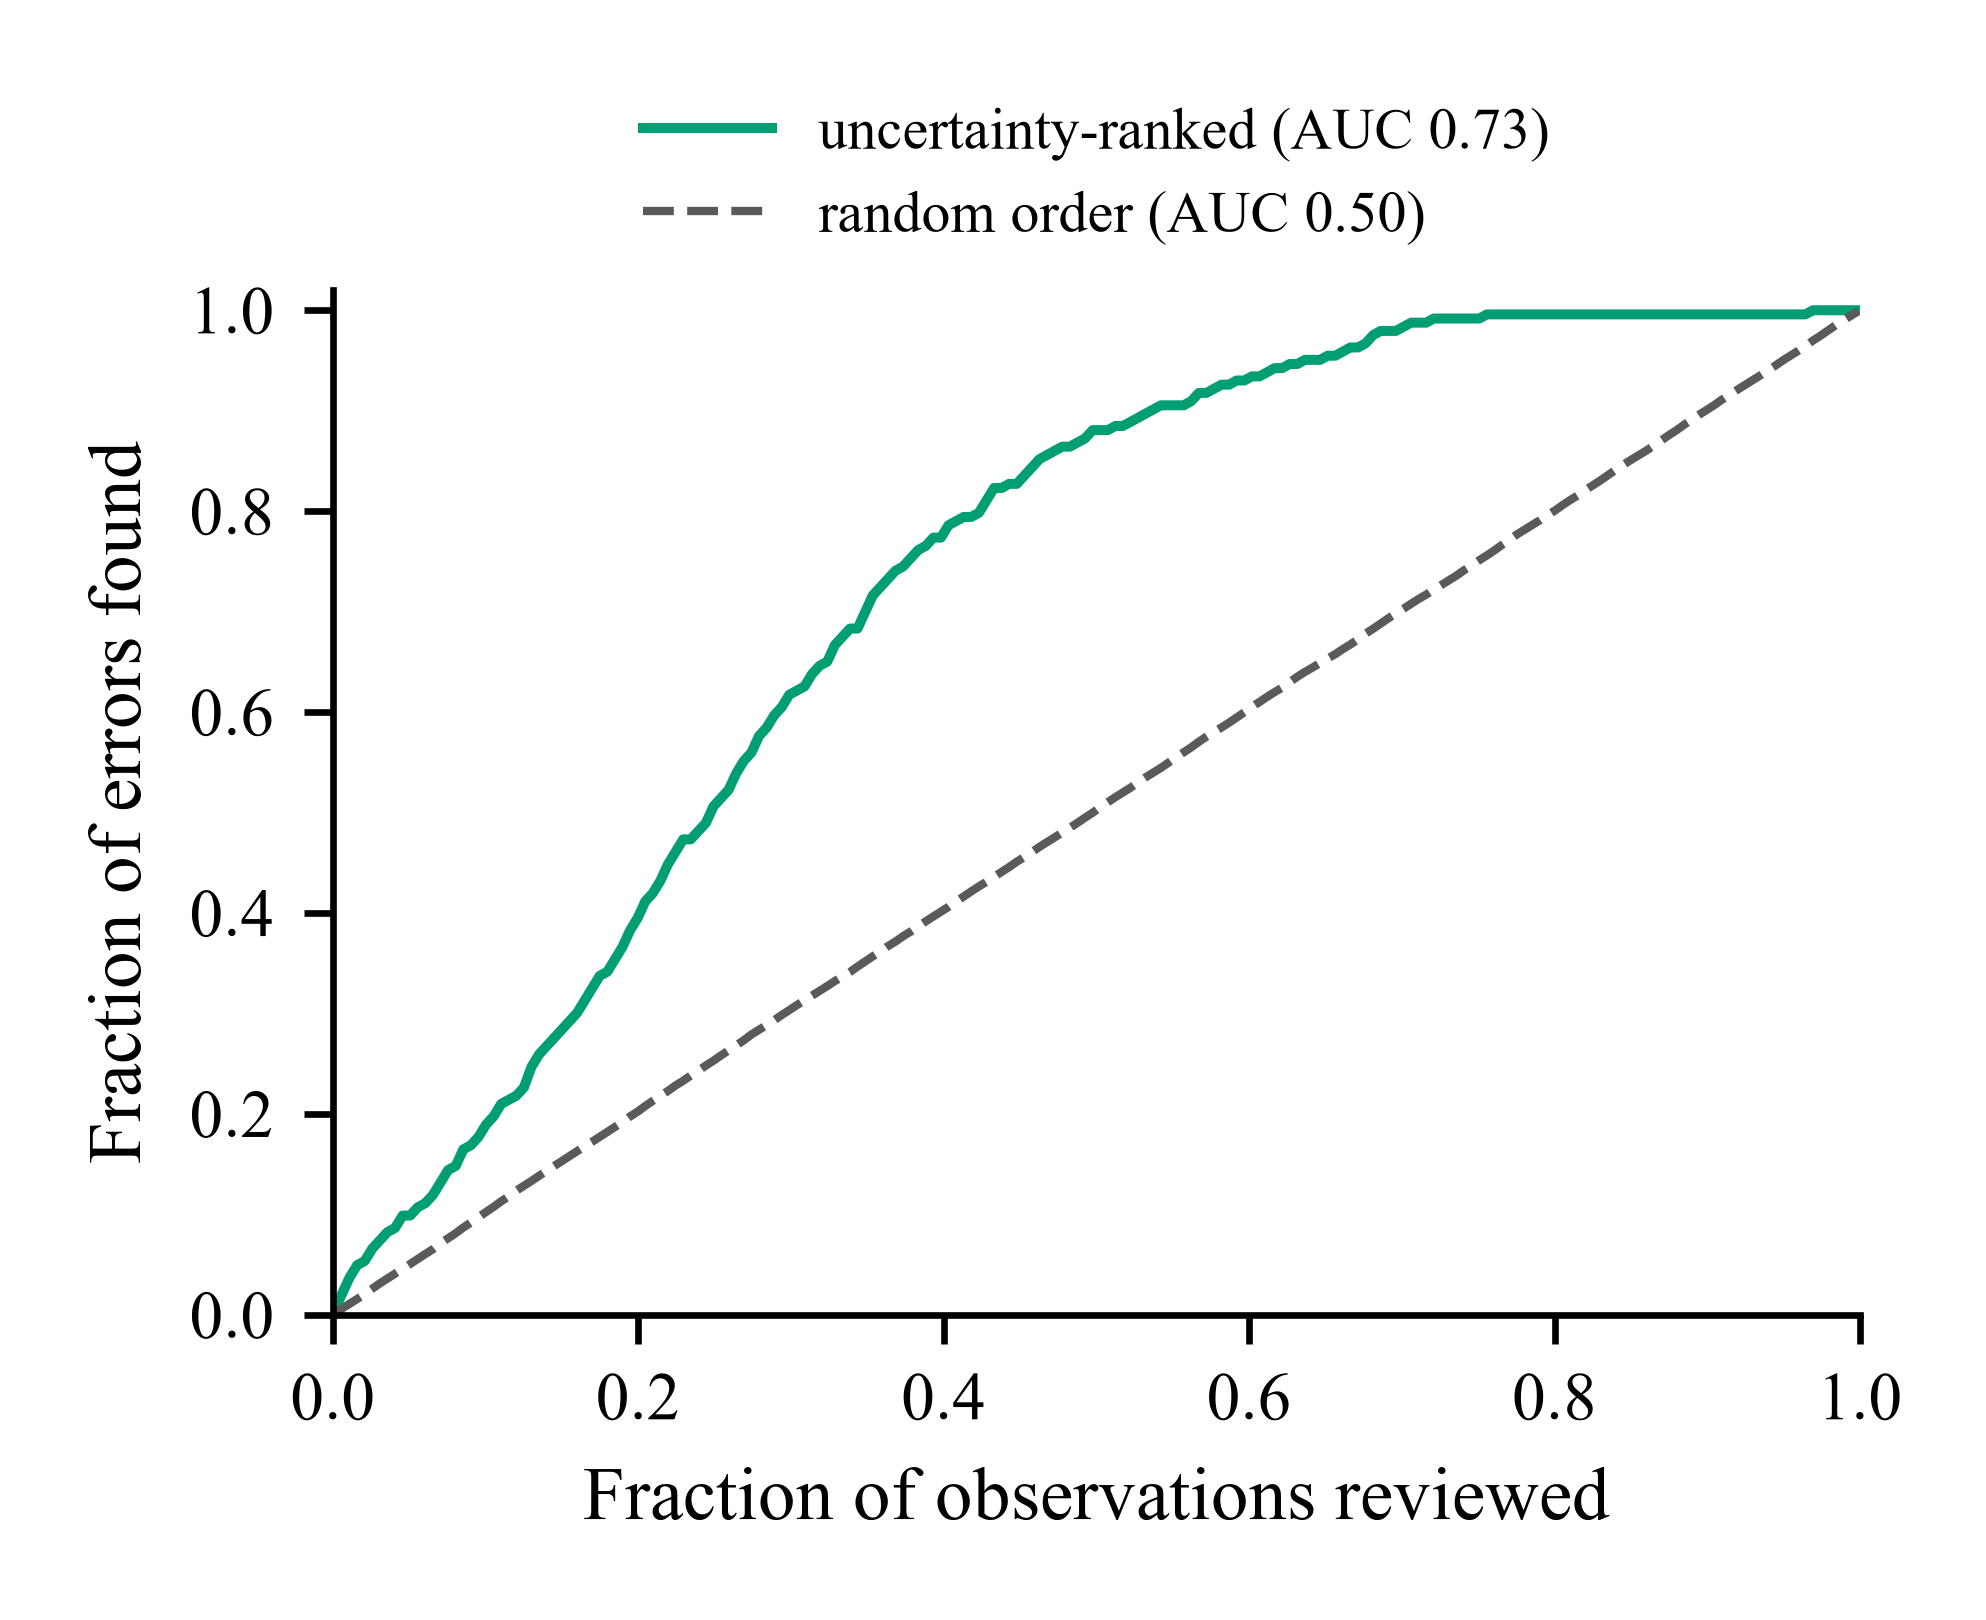 uncertainty-ranked (AUC 0.73)
random order (AUC 0.50)
1.0
0.8
0.6
0.4
0.2
0.0
Fraction of errors found
0.0 0.2 0.4 0.6 0.8 1.0
Fraction of observations reviewed